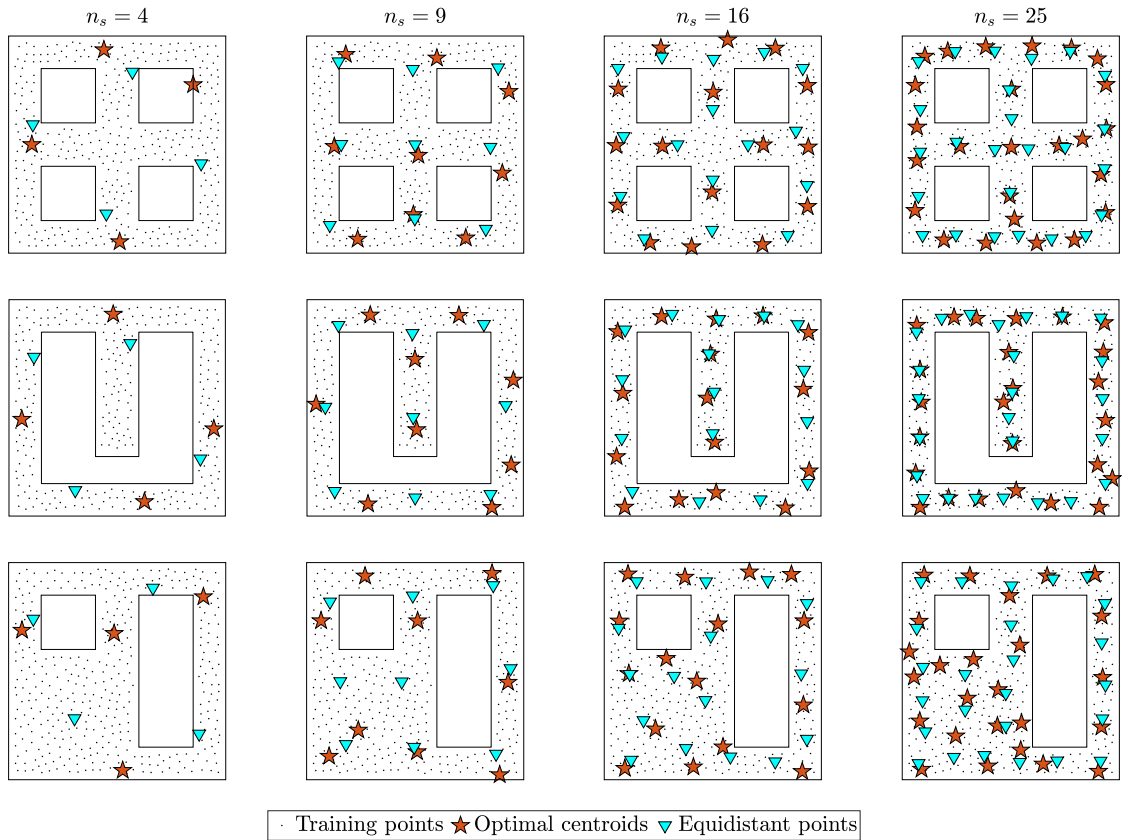 n_s = 4 n_s = 9 n_s = 16 n_s = 25
Training points Optimal centroids Equidistant points